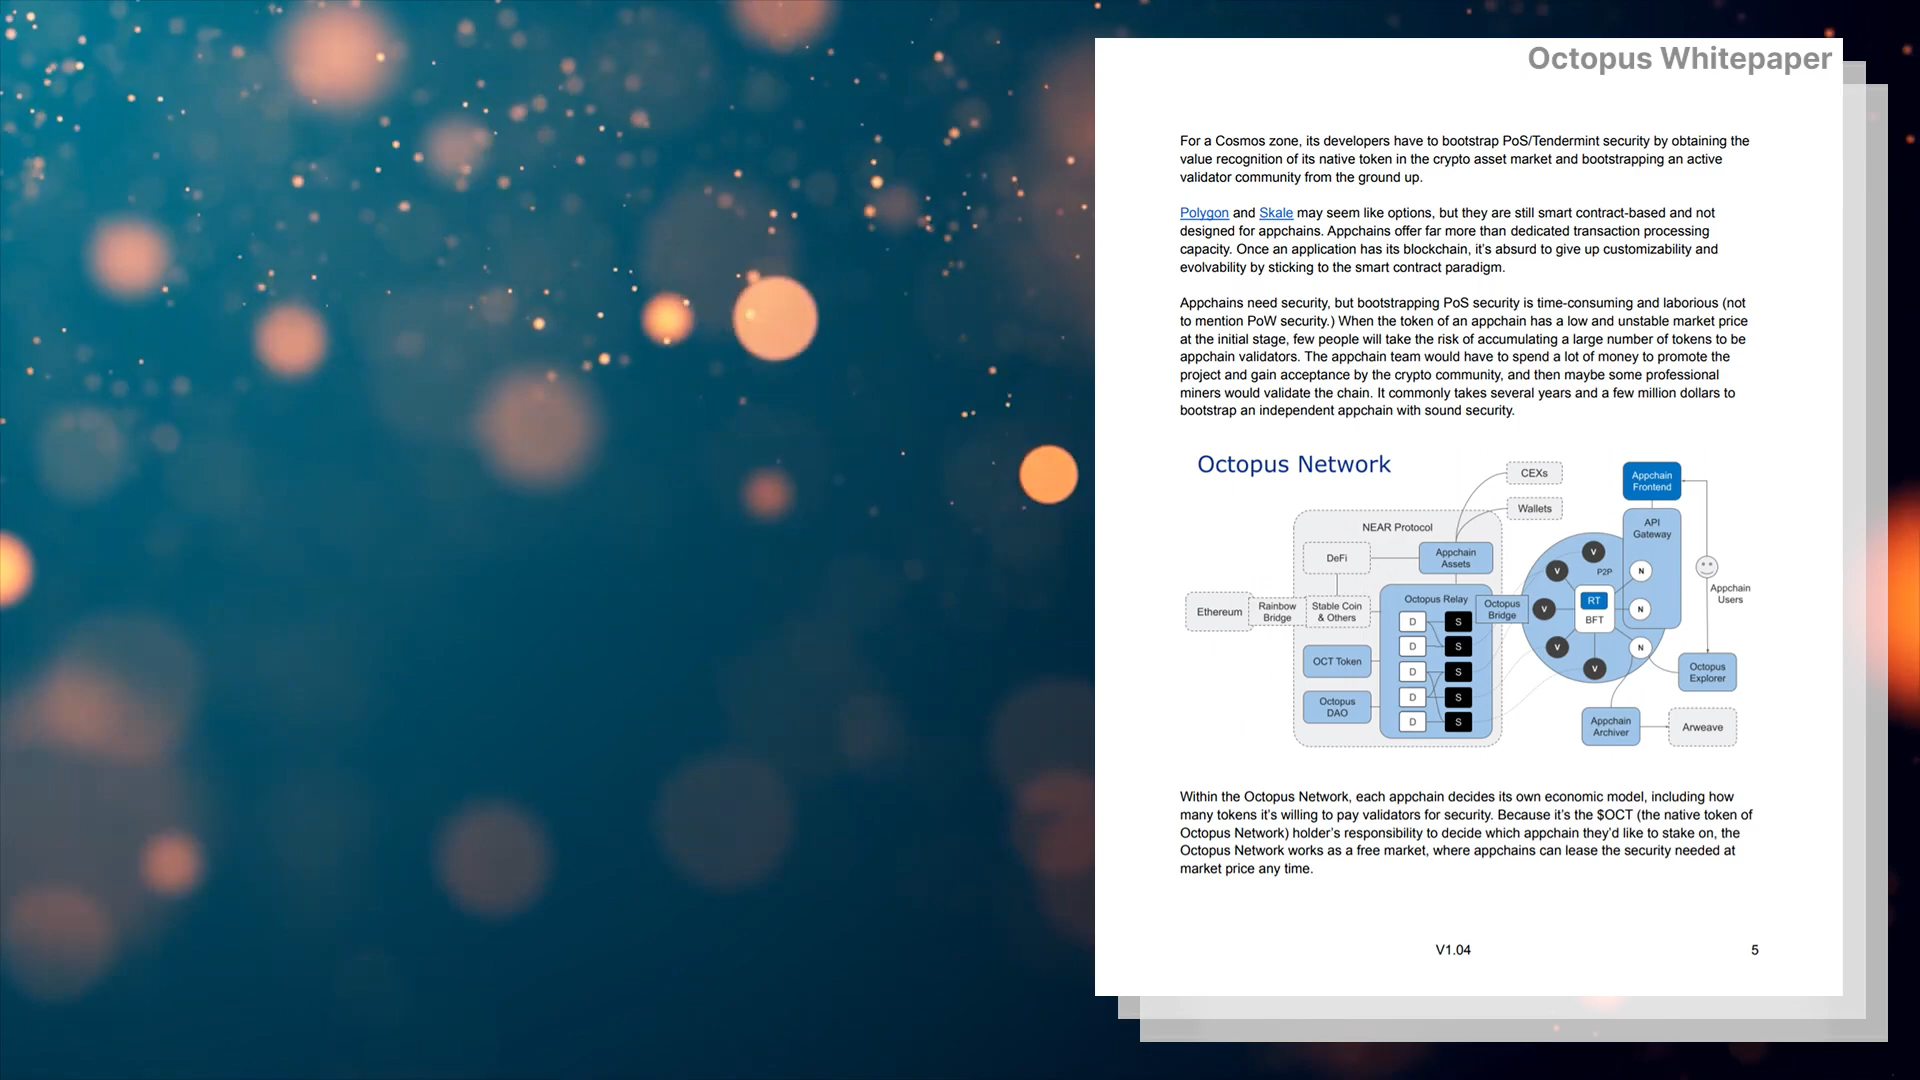 Octopus Whitepaper
For a Cosmos zone, its developers have to bootstrap PoS/Tendermint security by obtaining the
value recognition of its native token in the crypto asset market and bootstrapping an active
validator community from the ground up.
Polygon and Skale may seem like options, but they are still smart contract-based and not
designed for appchains. Appchains offer far more than dedicated transaction processing
capacity. Once an application has its blockchain, it's absurd to give up customizability and
evolvability by sticking to the smart contract paradigm.
Appchains need security, but bootstrapping PoS security is time-consuming and laborious (not
to mention PoW security.) When the token of an appchain has a low and unstable market price
at the initial stage, few people will take the risk of accumulating a large number of tokens to be
appchain validators. The appchain team would have to spend a lot of money to promote the
project and gain acceptance by the crypto community, and then maybe some professional
miners would validate the chain. It commonly takes several years and a few million dollars to
bootstrap an independent appchain with sound security.
Octopus Network
CEXs
Wallets
Appchain
Frontend
API
Gateway
NEAR Protocol
DeFi
Appchain
Assets
Ethereum
Rainbow
Bridge
Stable Coin
& Others
OCT Token
Octopus
DAO
Octopus Relay
D S
D S
D S
D S
D S
Octopus
Bridge
V
V
V
V
V
P2P
RT
BFT
N
N
N
Appchain
Users
Octopus
Explorer
Appchain
Archiver
Arweave
Within the Octopus Network, each appchain decides its own economic model, including how
many tokens it's willing to pay validators for security. Because it's the $OCT (the native token of
Octopus Network) holder's responsibility to decide which appchain they'd like to stake on, the
Octopus Network works as a free market, where appchains can lease the security needed at
market price any time.
V1.04 5